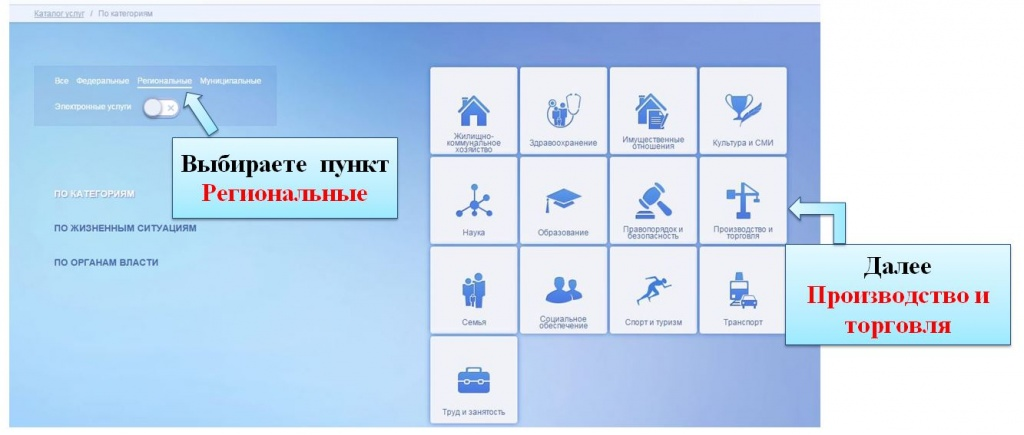 Каталог услуг / По категориям
Все Федеральные Региональные Муниципальные
Электронные услуги
Выбираете пункт
Региональные
ПО КАТЕГОРИЯМ
ПО ЖИЗНЕННЫМ СИТУАЦИЯМ
ПО ОРГАНАМ ВЛАСТИ
Жилищно-
коммунальное
хозяйство
Здравоохранение
Имущественные
отношения
Культура и СМИ
Наука
Образование
Правопорядок и
безопасность
Производство и
торговля
Семья
Социальное
обеспечение
Спорт и туризм
Транспорт
Труд и занятость
Далее
Производство и
торговля